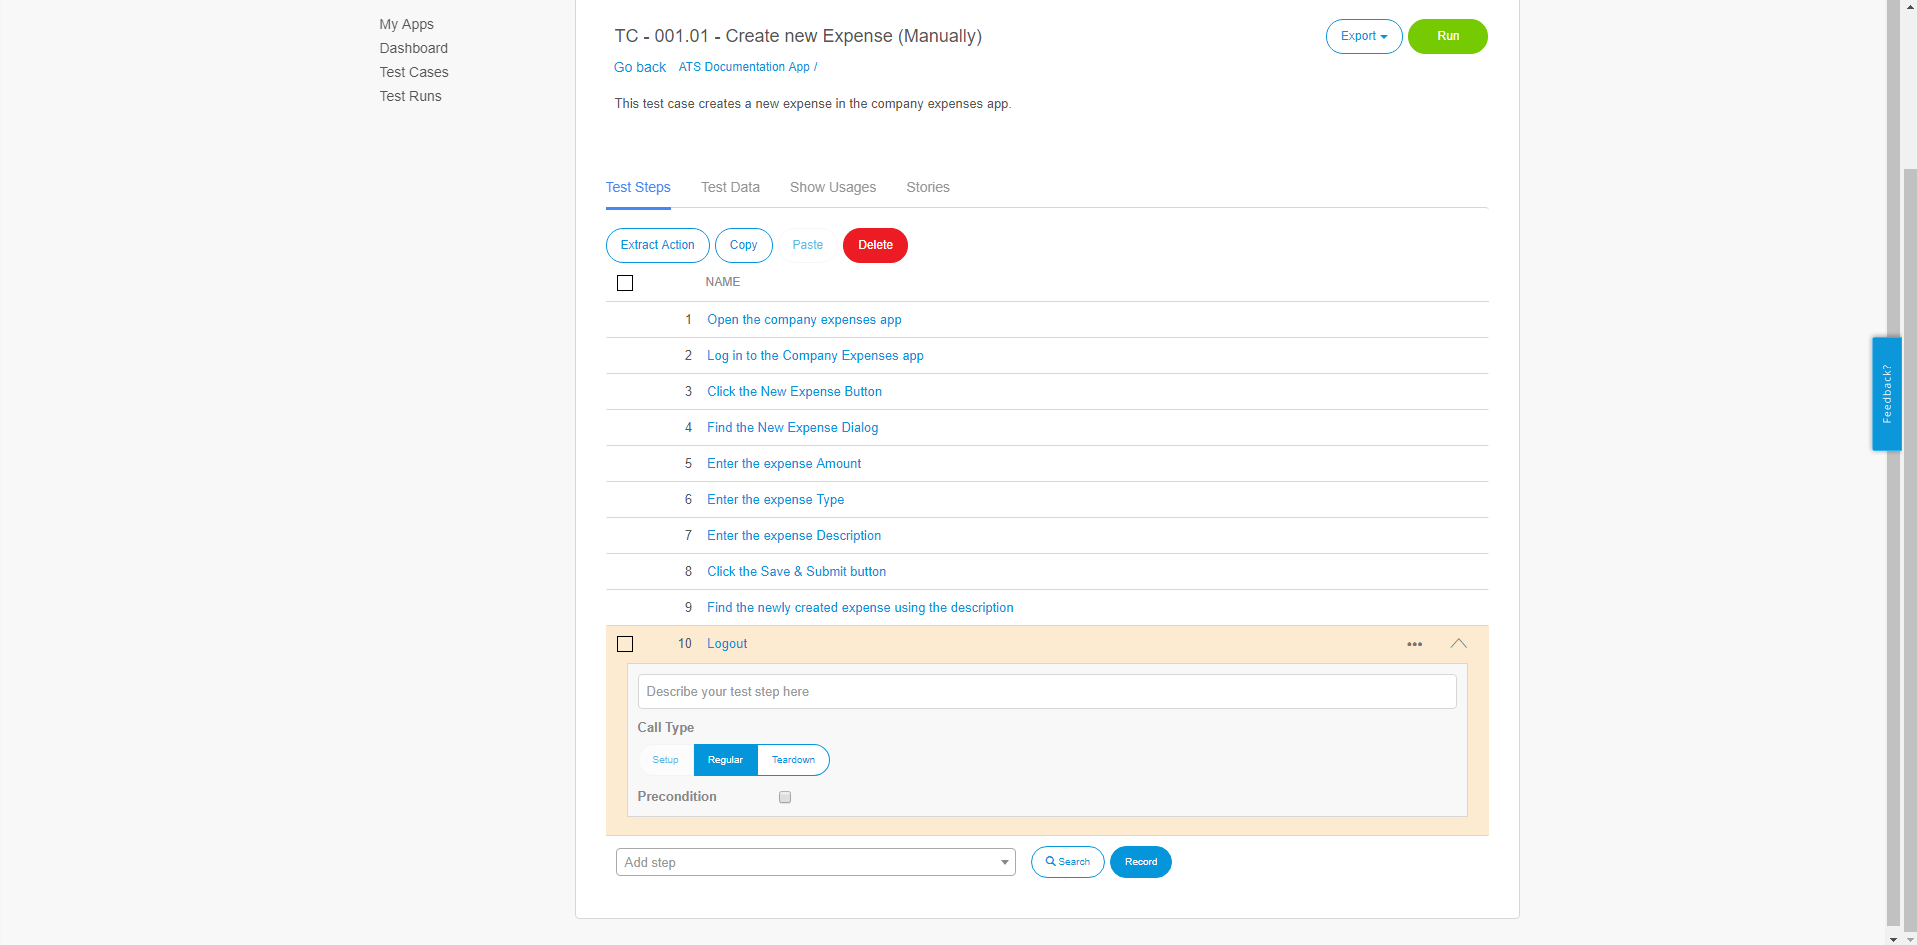 My Apps
Dashboard
Test Cases
Test Runs
TC - 001.01 - Create new Expense (Manually)
Export
Run
Go back ATS Documentation App /
This test case creates a new expense in the company expenses app.
Test Steps Test Data Show Usages Stories
Extract Action Copy Paste Delete
NAME
1 Open the company expenses app
2 Log in to the Company Expenses app
3 Click the New Expense Button
4 Find the New Expense Dialog
5 Enter the expense Amount
6 Enter the expense Type
7 Enter the expense Description
8 Click the Save & Submit button
9 Find the newly created expense using the description
10 Logout
Describe your test step here
Call Type
Setup Regular Teardown
Precondition
Add step Search Record
Feedback?